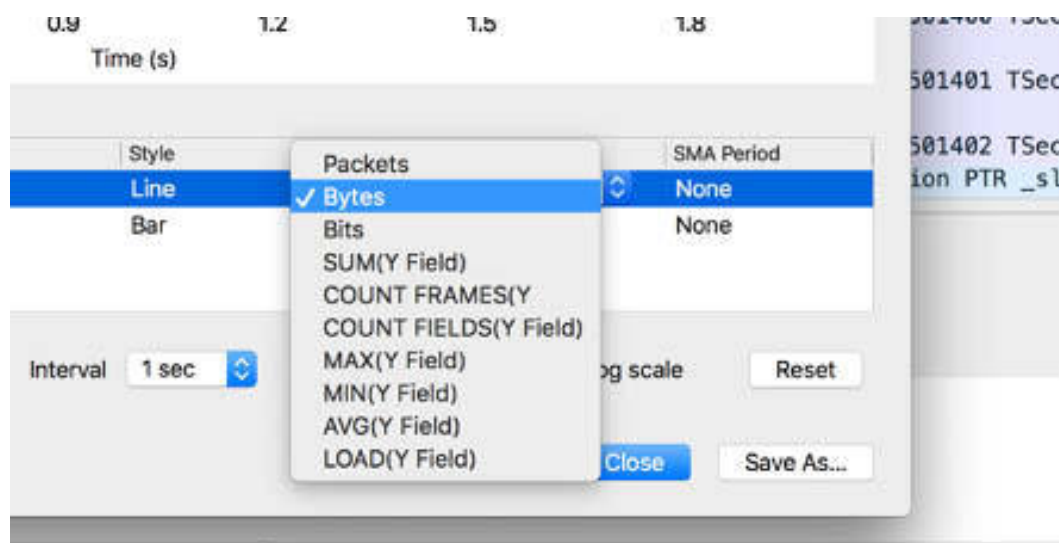 0.9 1.2 1.5 1.8
Time (s)
501401 TSec
501402 TSec
ion PTR _sl
Style SMA Period
Line None
Bar None
Packets
✓ Bytes
Bits
SUM(Y Field)
COUNT FRAMES(Y
COUNT FIELDS(Y Field)
MAX(Y Field)
MIN(Y Field)
AVG(Y Field)
LOAD(Y Field)
Interval 1 sec og scale Reset
Close Save As...